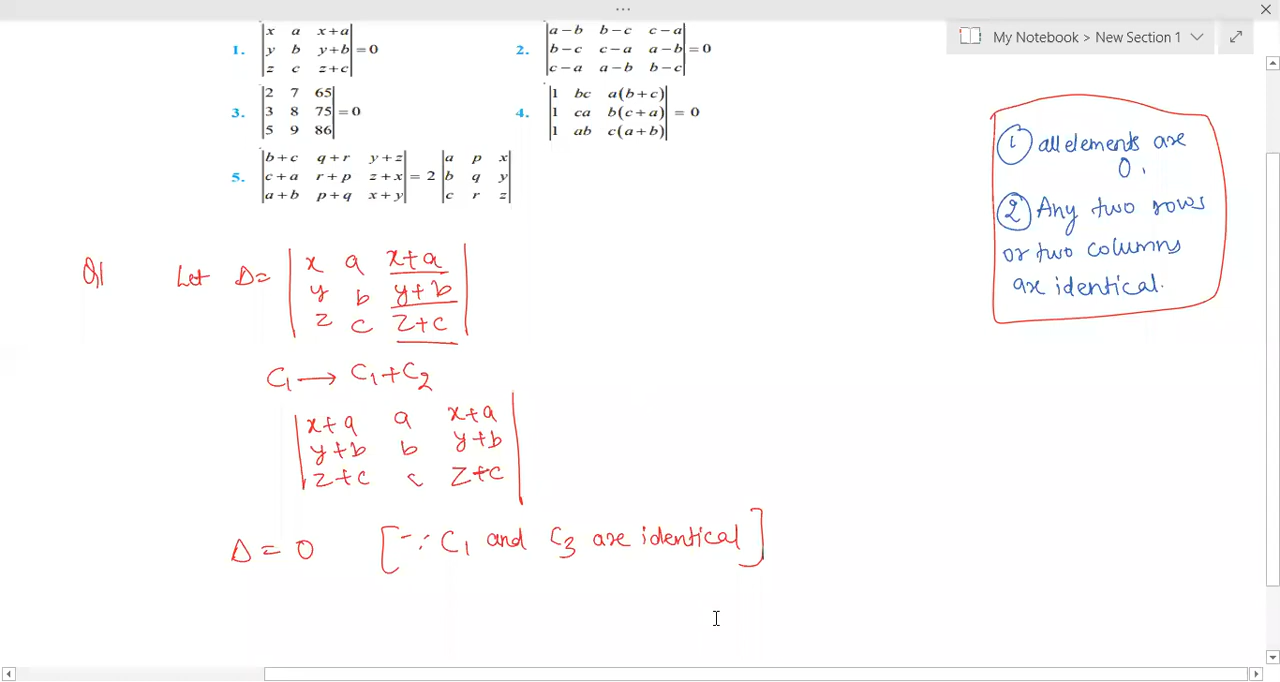 My Notebook > New Section 1
1. |x a x+a| = 0
|y b y+b|
|z c z+c|
2. |a−b b−c c−a| = 0
|b−c c−a a−b|
|c−a a−b b−c|
3. |2 7 65| = 0
|3 8 75|
|5 9 86|
4. |1 bc a(b+c)| = 0
|1 ca b(c+a)|
|1 ab c(a+b)|
5. |b+c q+r y+z| = 2 |a p x|
|c+a r+p z+x| |b q y|
|a+b p+q x+y| |c r z|
① all elements are
0.
② Any two rows
or two columns
are identical.
Q1 Let Δ= |x a x+a|
|y b y+b|
|z c z+c|
C₁ → C₁+C₂
|x+a a x+a|
|y+b b y+b|
|z+c c z+c|
Δ = 0 [∵ C₁ and C₃ are identical]